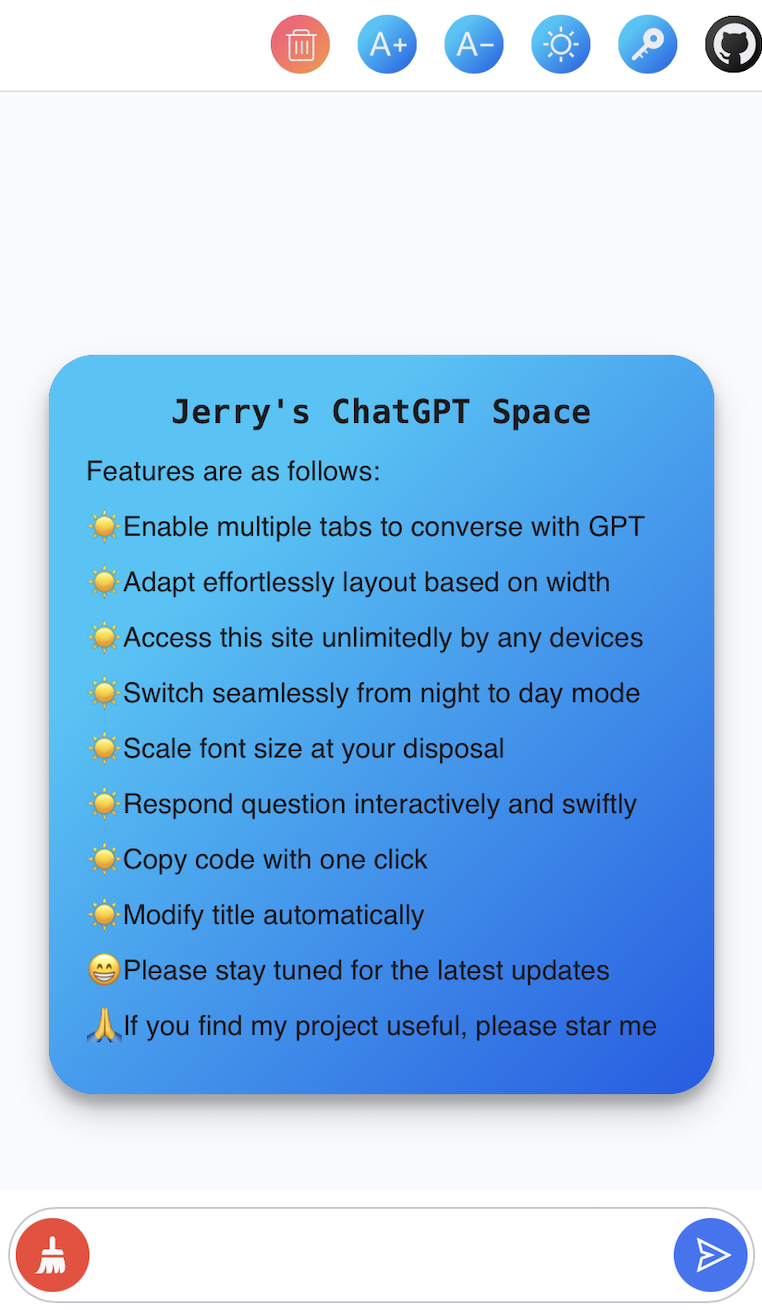 A+ A−
Jerry's ChatGPT Space
Features are as follows:
☀️Enable multiple tabs to converse with GPT
☀️Adapt effortlessly layout based on width
☀️Access this site unlimitedly by any devices
☀️Switch seamlessly from night to day mode
☀️Scale font size at your disposal
☀️Respond question interactively and swiftly
☀️Copy code with one click
☀️Modify title automatically
😁Please stay tuned for the latest updates
🙏If you find my project useful, please star me